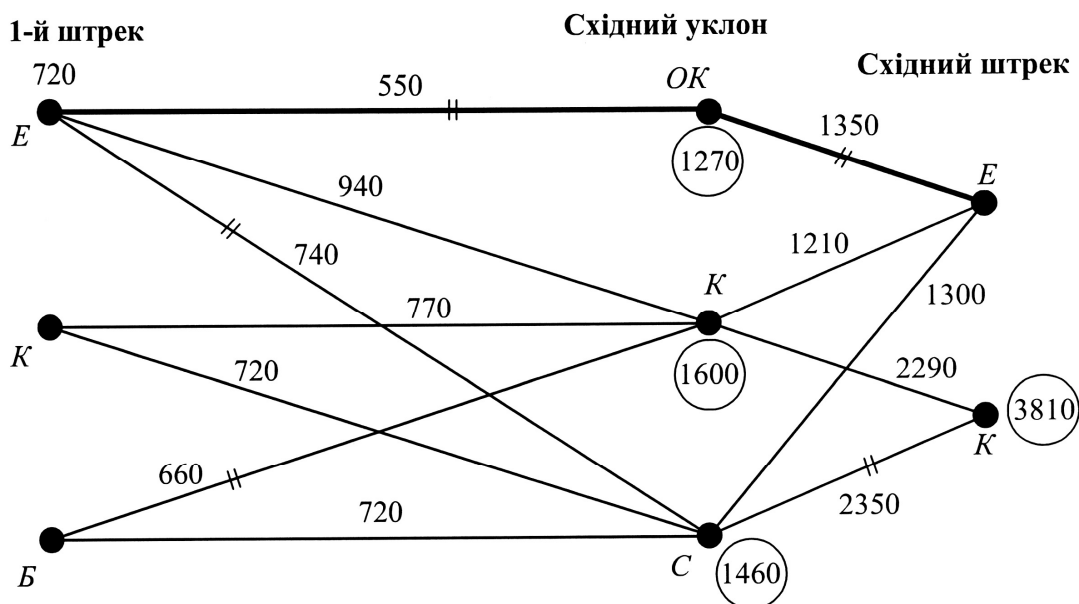 1-й штрек
Східний уклон
Східний штрек
720
Е
550
ОК
1270
1350
Е
940
740
1210
1300
К
770
К
1600
720
2290
3810
К
660
720
2350
Б
С
1460